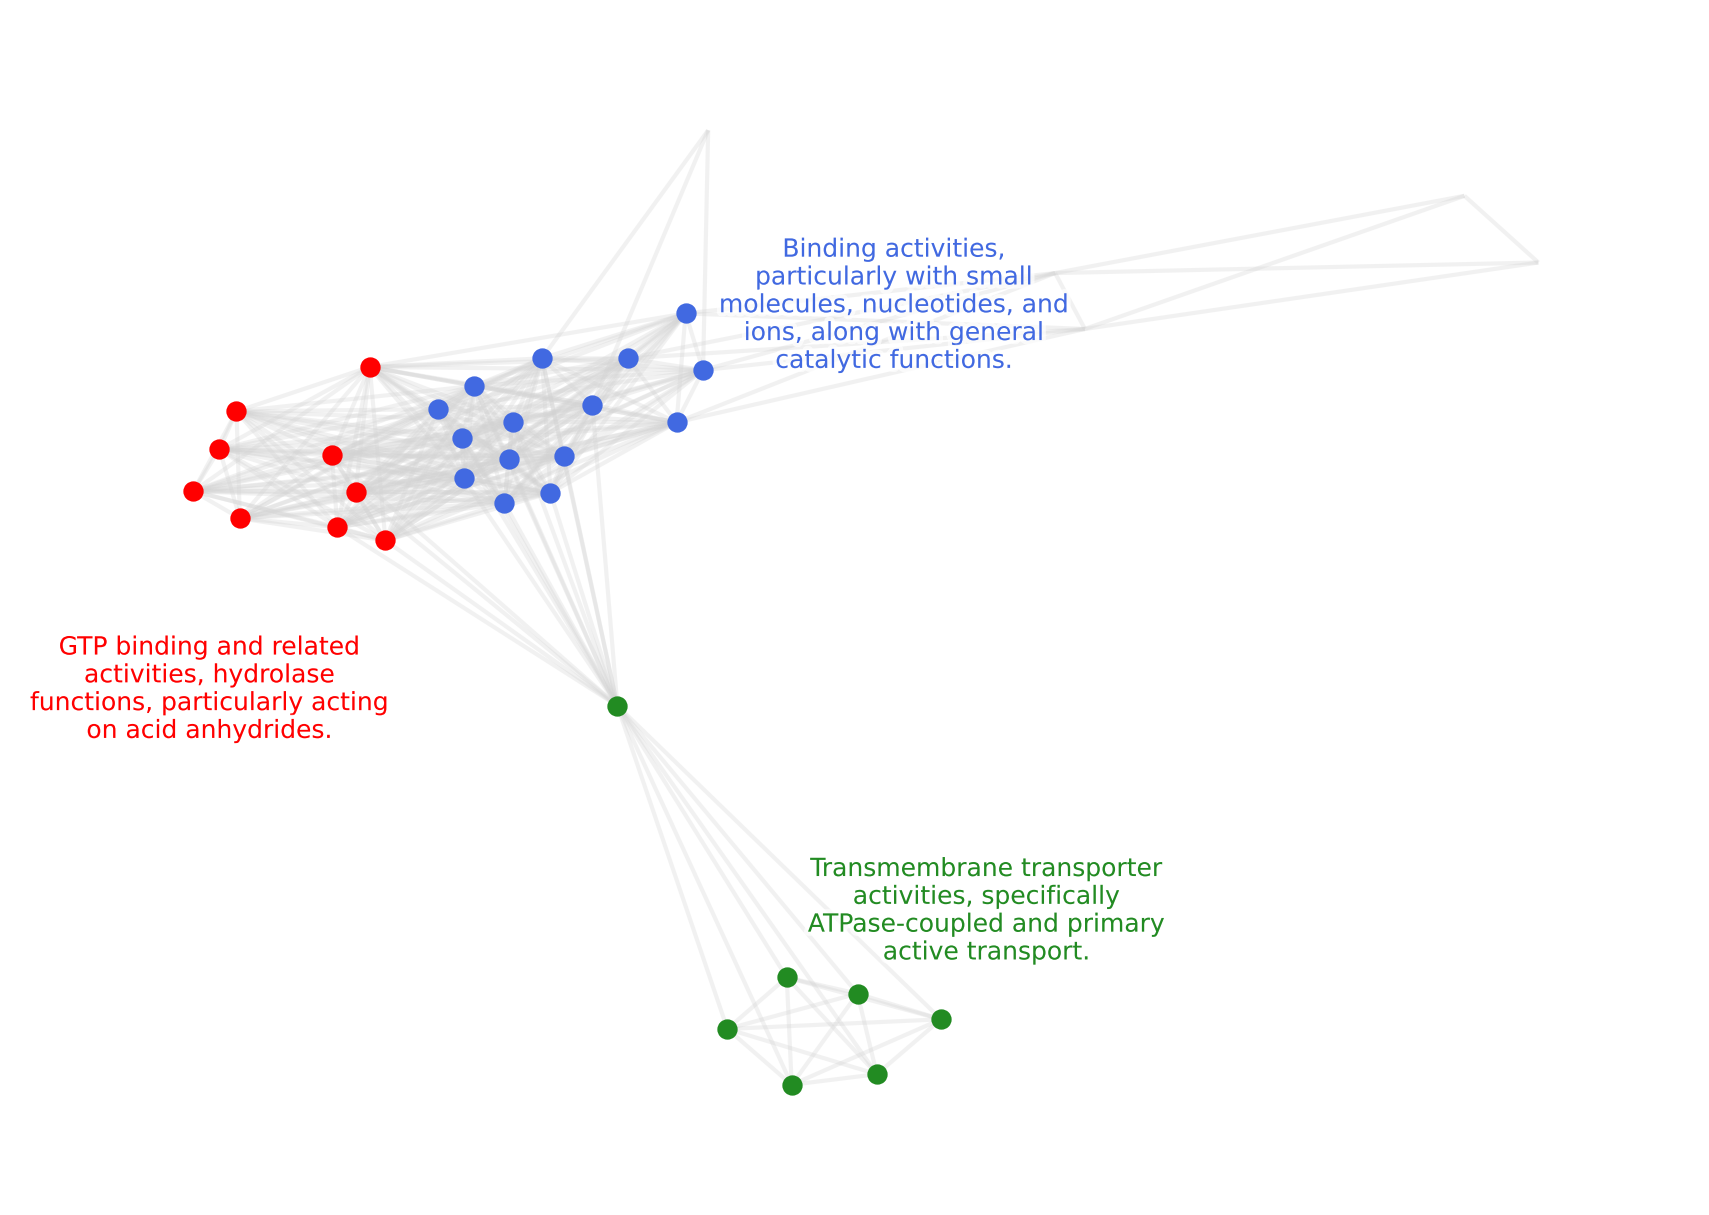 Binding activities,
particularly with small
molecules, nucleotides, and
ions, along with general
catalytic functions.
GTP binding and related
activities, hydrolase
functions, particularly acting
on acid anhydrides.
Transmembrane transporter
activities, specifically
ATPase-coupled and primary
active transport.